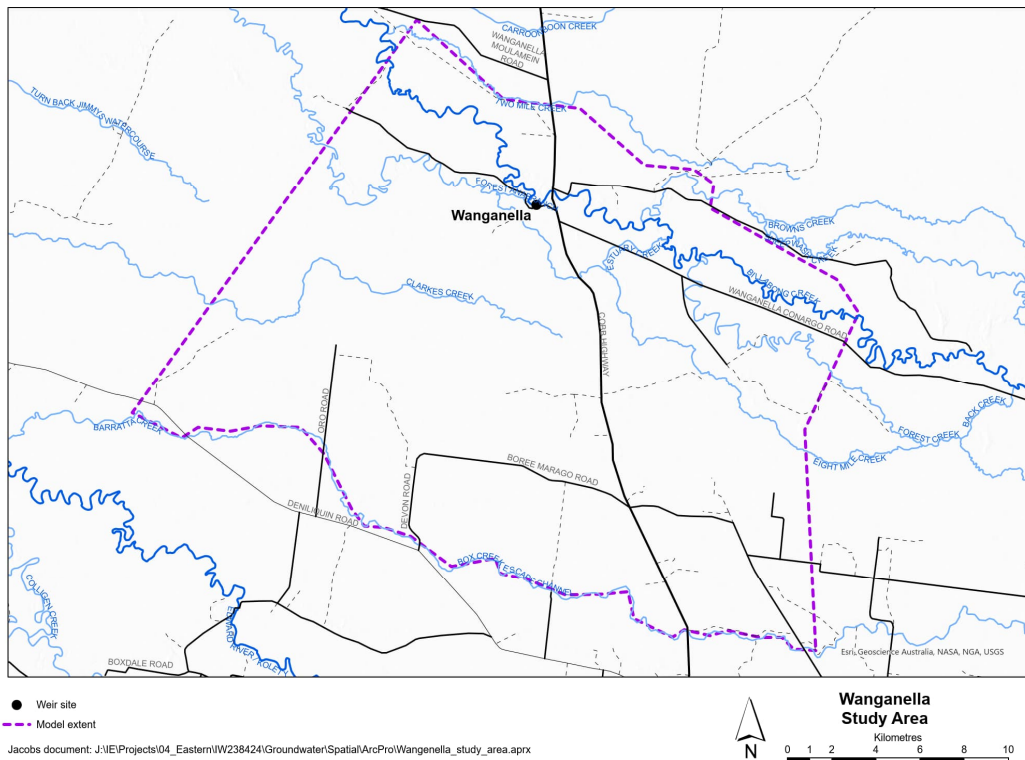 CARROONBOON CREEK
WANGANELLA
MOULAMEIN
ROAD
TURN BACK JIMMYS WATERCOURSE
TWO MILE CREEK
Wanganella
BROWNS CREEK
ESTUARY CREEK
BILLABONG CREEK
WANGANELLA CONARGO ROAD
CLARKES CREEK
COBB HIGHWAY
ORO ROAD
BARRATTA CREEK
BACK CREEK
FOREST CREEK
EIGHT MILE CREEK
BOREE MARAGO ROAD
DEVON ROAD
DENILIQUIN ROAD
BOX CREEK ESCAPE CHANNEL
COLLIGEN CREEK
EDWARD RIVER / KOLETY
BOXDALE ROAD
Esri, Geoscience Australia, NASA, NGA, USGS
Weir site
Model extent
Jacobs document: J:\IE\Projects\04_Eastern\IW238424\Groundwater\Spatial\ArcPro\Wangenella_study_area.aprx
N
Wanganella
Study Area
Kilometres
0 1 2 4 6 8 10